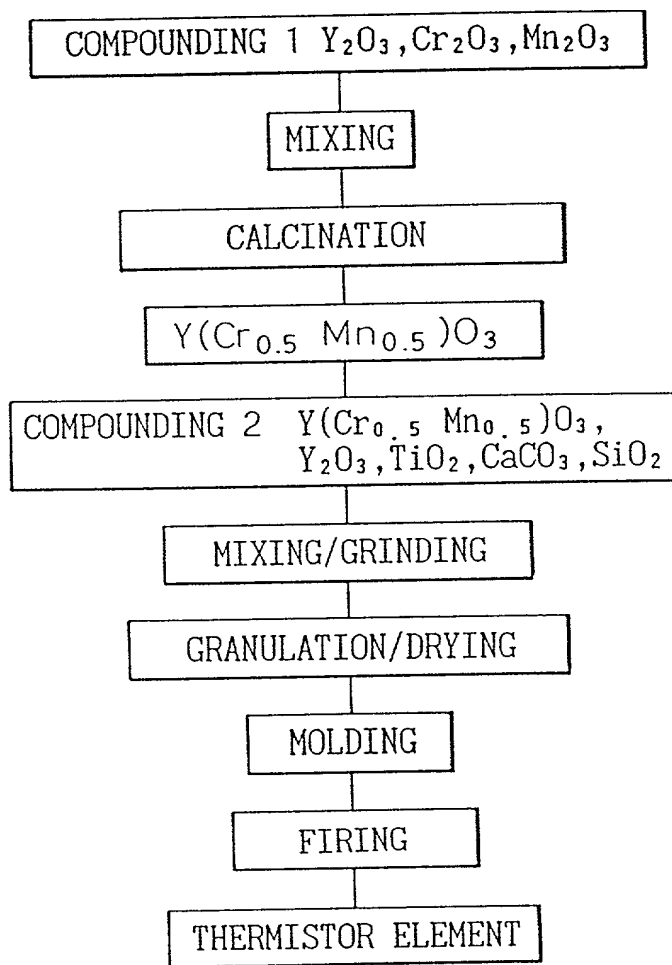 COMPOUNDING 1 Y₂O₃,Cr₂O₃,Mn₂O₃
MIXING
CALCINATION
Y(Cr₀.₅ Mn₀.₅)O₃
COMPOUNDING 2 Y(Cr₀.₅ Mn₀.₅)O₃,
Y₂O₃,TiO₂,CaCO₃,SiO₂
MIXING/GRINDING
GRANULATION/DRYING
MOLDING
FIRING
THERMISTOR ELEMENT